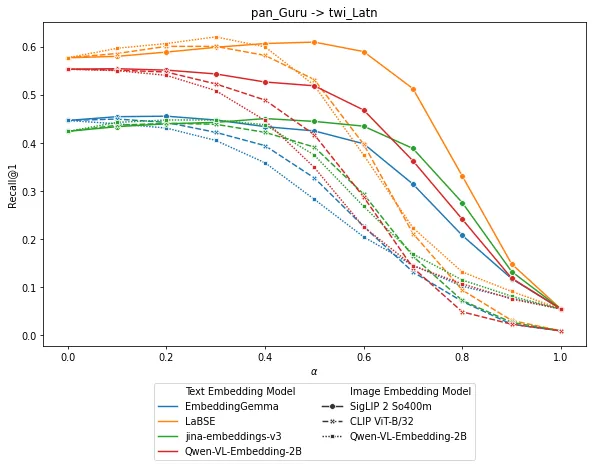 pan_Guru -> twi_Latn
Recall@1
0.6
0.5
0.4
0.3
0.2
0.1
0.0
0.0 0.2 0.4 0.6 0.8 1.0
α
Text Embedding Model
EmbeddingGemma
LaBSE
jina-embeddings-v3
Qwen-VL-Embedding-2B
Image Embedding Model
SigLIP 2 So400m
CLIP ViT-B/32
Qwen-VL-Embedding-2B